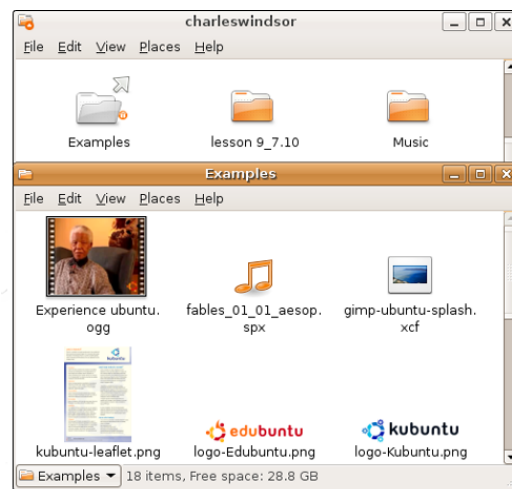 charleswindsor
File Edit View Places Help
Examples lesson 9_7.10 Music
Examples
File Edit View Places Help
Experience ubuntu.
ogg
fables_01_01_aesop.
spx
gimp-ubuntu-splash.
xcf
kubuntu
edubuntu
kubuntu
kubuntu-leaflet.png logo-Edubuntu.png logo-Kubuntu.png
Examples 18 items, Free space: 28.8 GB